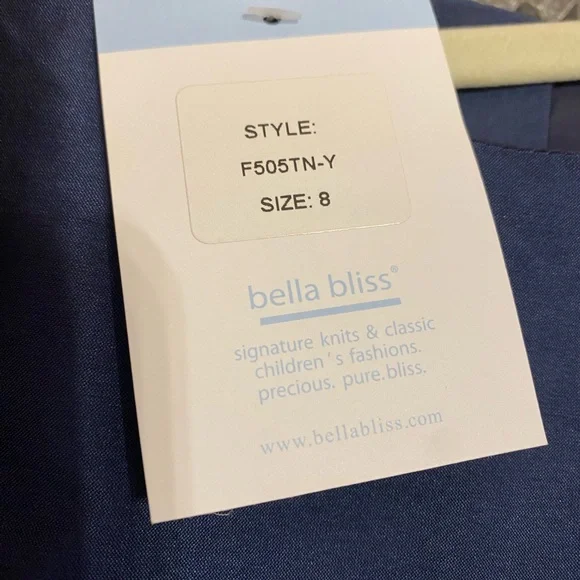 STYLE:
F505TN-Y
SIZE: 8
bella bliss®
signature knits & classic
children's fashions.
precious. pure.bliss.
www.bellabliss.com